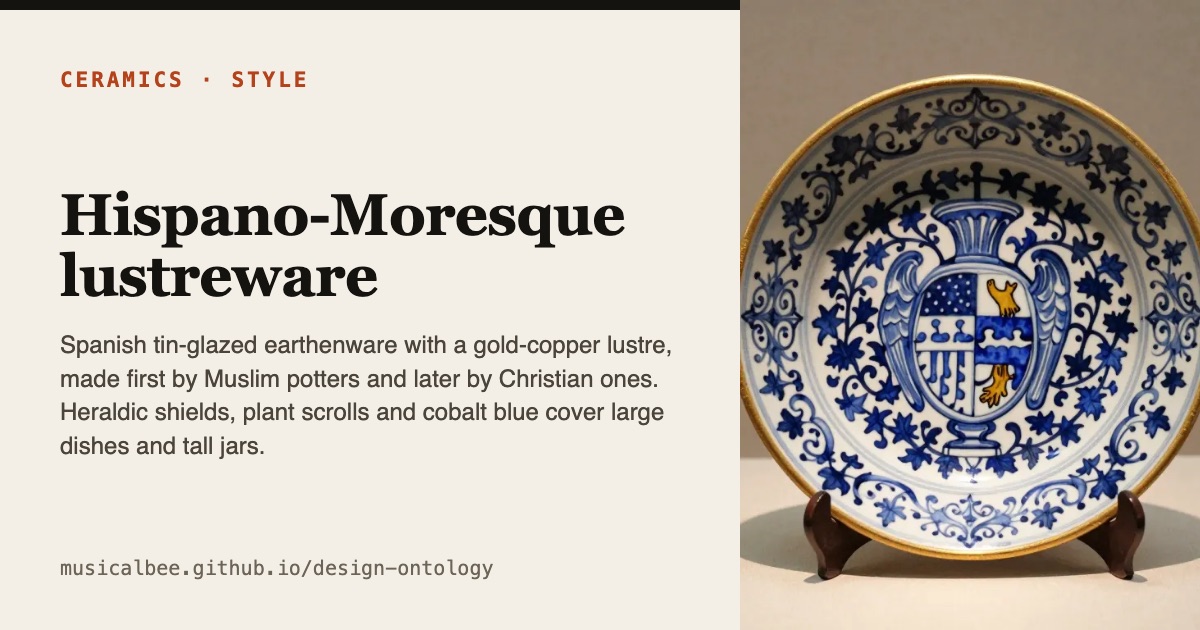 CERAMICS · STYLE
Hispano-Moresque
lustreware
Spanish tin-glazed earthenware with a gold-copper lustre,
made first by Muslim potters and later by Christian ones.
Heraldic shields, plant scrolls and cobalt blue cover large
dishes and tall jars.
musicalbee.github.io/design-ontology